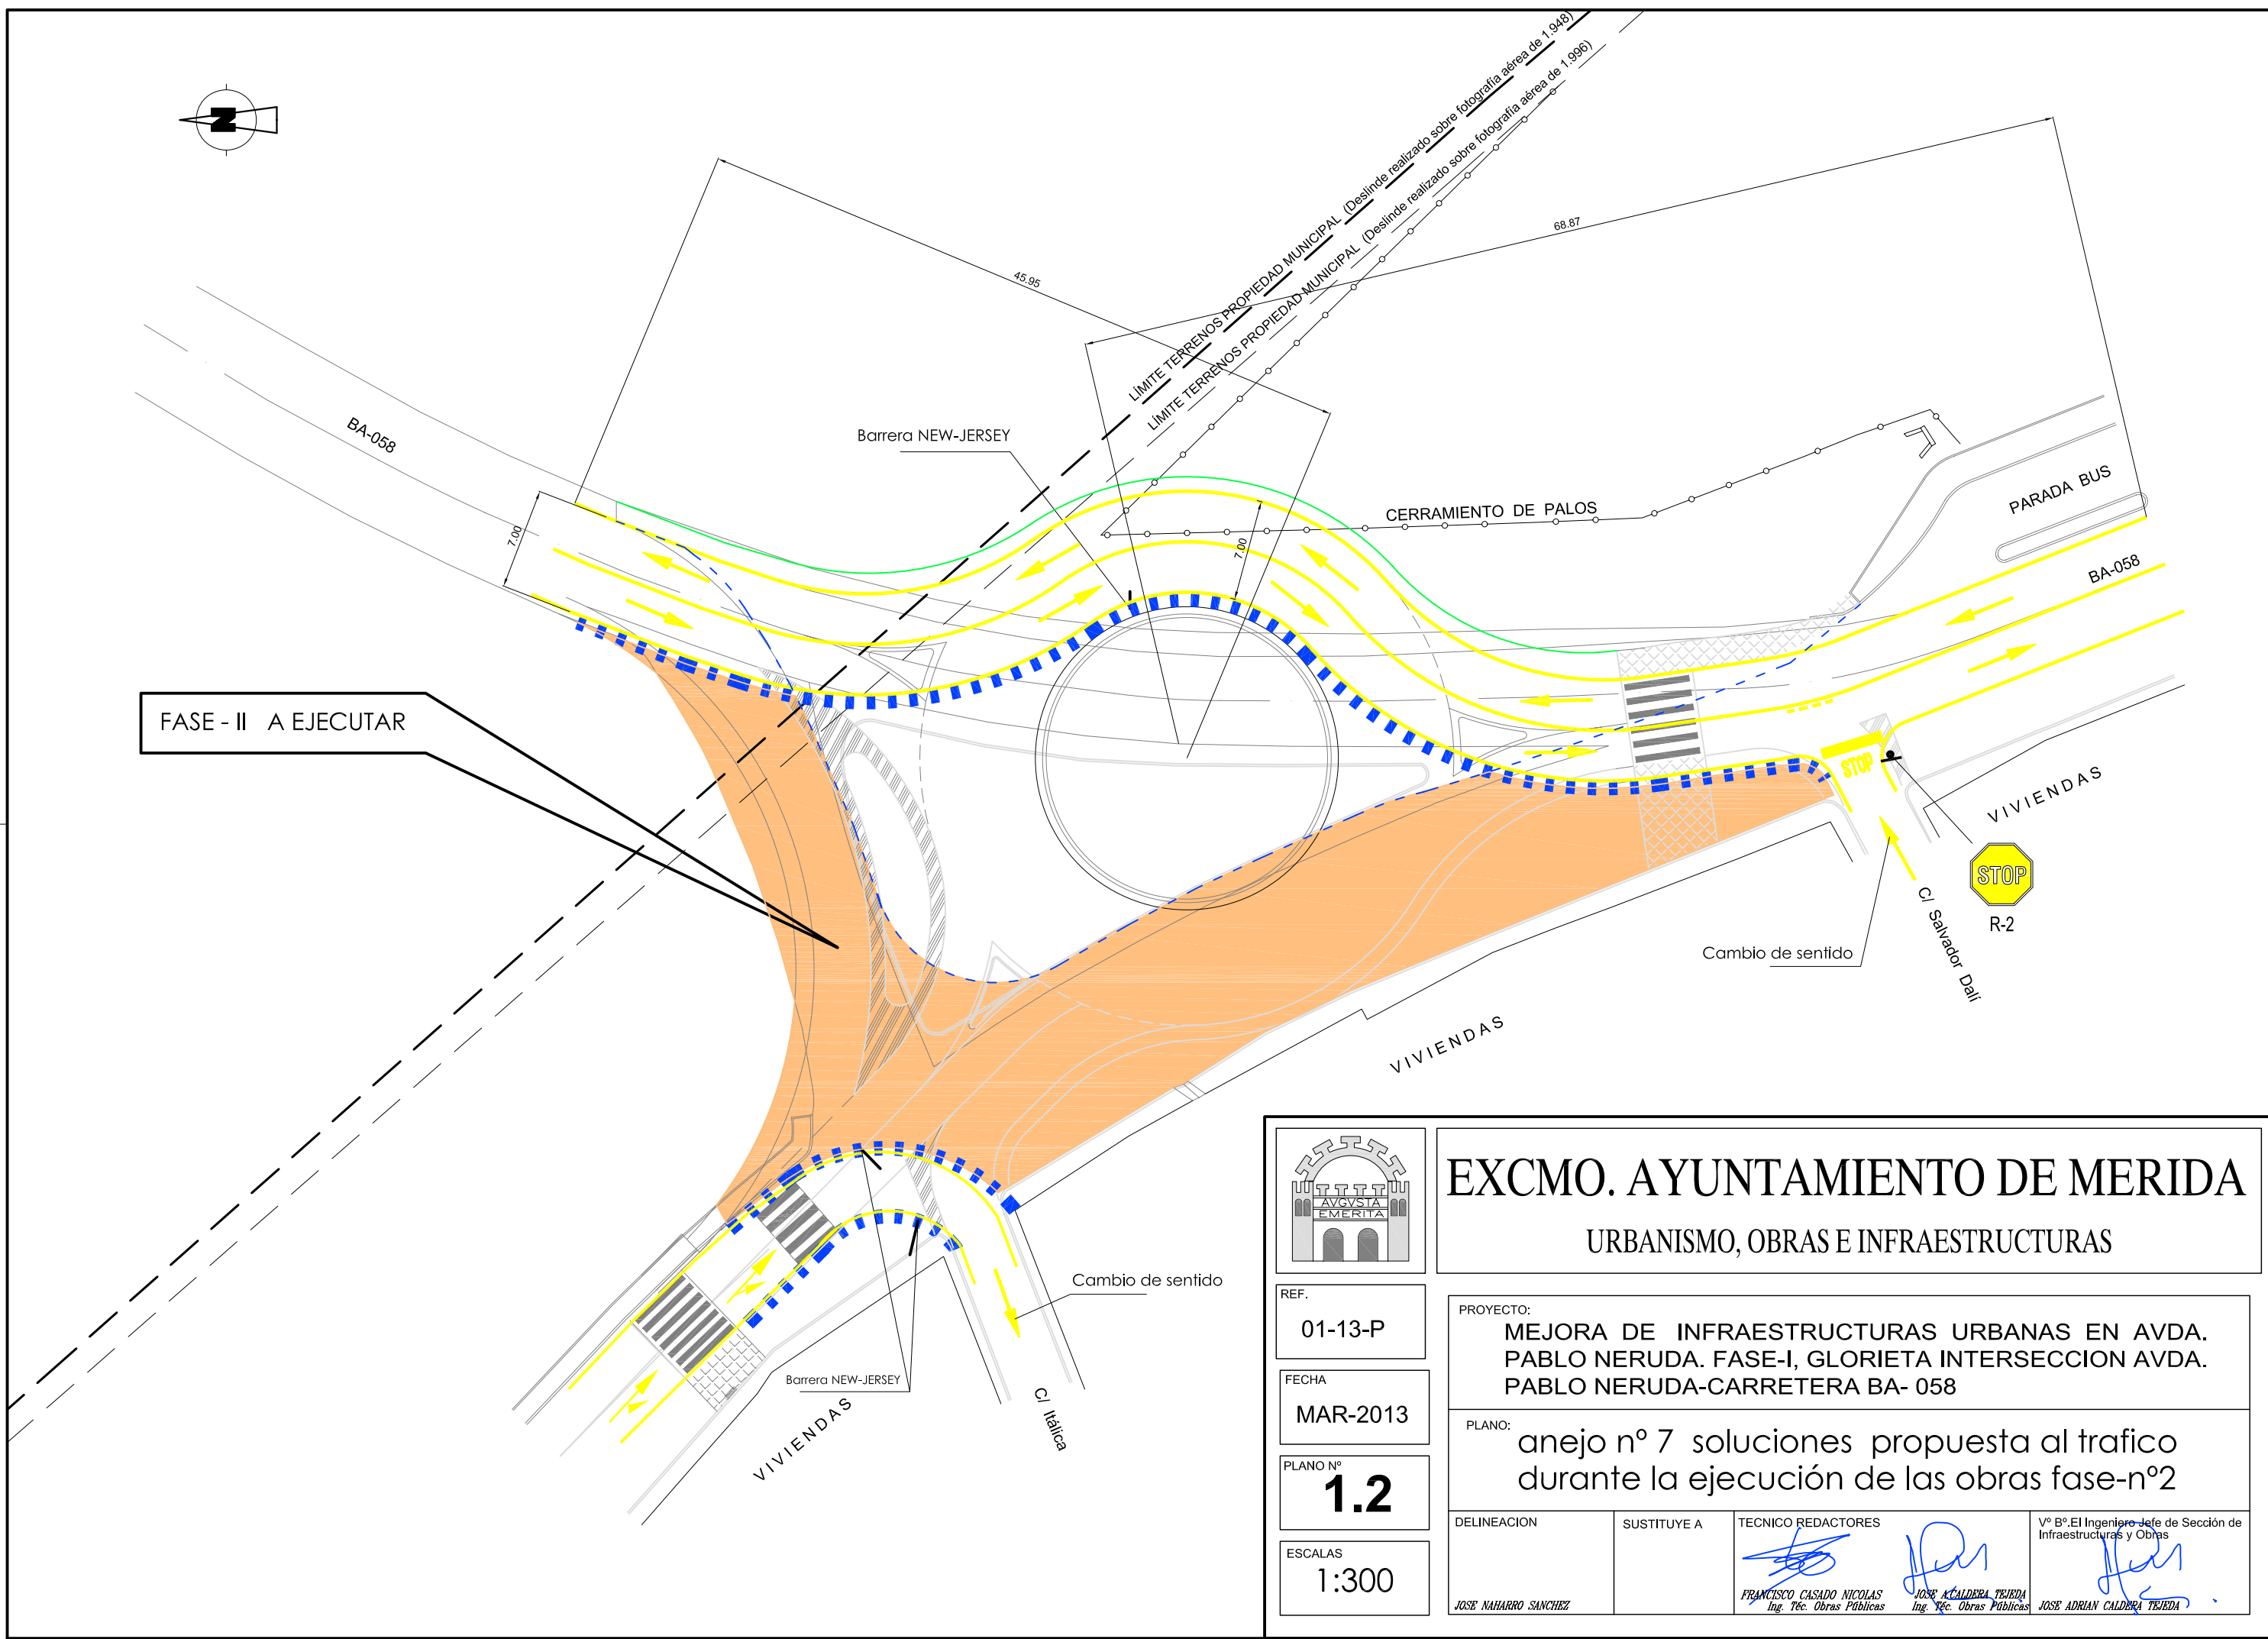 N
LÍMITE TERRENOS PROPIEDAD MUNICIPAL (Deslinde realizado sobre fotografía aérea de 1.948)
LÍMITE TERRENOS PROPIEDAD MUNICIPAL (Deslinde realizado sobre fotografía aérea de 1.996)
68.87
45.95
BA-058
Barrera NEW-JERSEY
7.00
7.00
CERRAMIENTO DE PALOS
PARADA BUS
BA-058
FASE - II A EJECUTAR
STOP
VIVIENDAS
STOP
R-2
C/ Salvador Dalí
Cambio de sentido
VIVIENDAS
Cambio de sentido
Barrera NEW-JERSEY
C/ Itálica
VIVIENDAS
AVGVSTA
EMERITA
EXCMO. AYUNTAMIENTO DE MERIDA
URBANISMO, OBRAS E INFRAESTRUCTURAS
REF.
01-13-P
FECHA
MAR-2013
PLANO Nº
1.2
ESCALAS
1:300
PROYECTO:
MEJORA DE INFRAESTRUCTURAS URBANAS EN AVDA.
PABLO NERUDA. FASE-I, GLORIETA INTERSECCION AVDA.
PABLO NERUDA-CARRETERA BA- 058
PLANO:
anejo nº 7 soluciones propuesta al trafico
durante la ejecución de las obras fase-nº2
DELINEACION
JOSE NAHARRO SANCHEZ
SUSTITUYE A
TECNICO REDACTORES
FRANCISCO CASADO NICOLAS
Ing. Téc. Obras Públicas
JOSE A.CALDERA TEJEDA
Ing. Téc. Obras Públicas
Vº Bº.El Ingeniero Jefe de Sección de
Infraestructuras y Obras
JOSE ADRIAN CALDERA TEJEDA